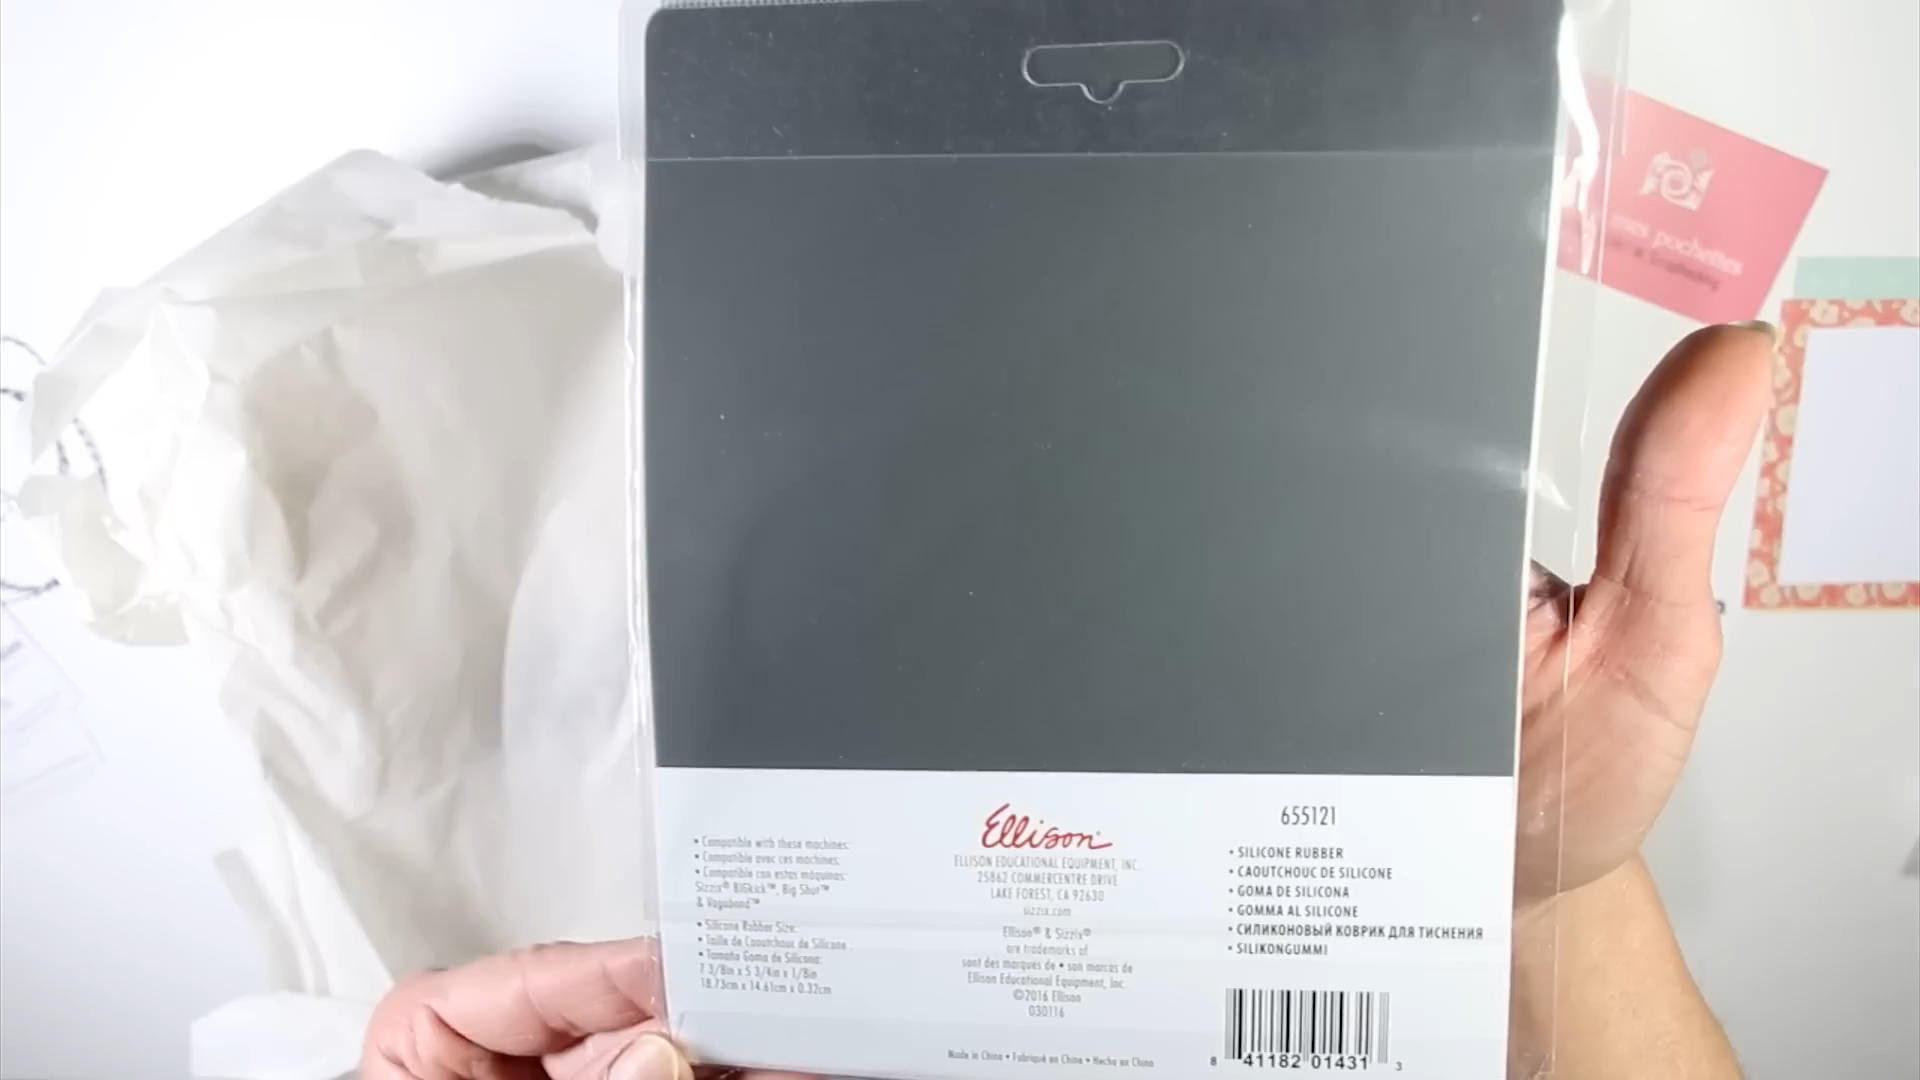 mes pochettes
• Compatible with these machines:
• Compatible avec ces machines:
• Compatible con estas máquinas:
Sizzix® BIGkick™, Big Shot™
& Vagabond™
• Silicone Rubber Size:
• Taille de Caoutchouc de Silicone :
• Tamaño Goma de Silicona:
7 3/8in x 5 3/4in x 1/8in
18.73cm x 14.61cm x 0.32cm
Ellison®
ELLISON EDUCATIONAL EQUIPMENT, INC.
25862 COMMERCENTRE DRIVE
LAKE FOREST, CA 92630
sizzix.com
Ellison® & Sizzix®
are trademarks of
sont des marques de • son marcas de
Ellison Educational Equipment, Inc.
©2016 Ellison
030116
Made in China • Fabriqué en Chine • Hecho en China
655121
• SILICONE RUBBER
• CAOUTCHOUC DE SILICONE
• GOMA DE SILICONA
• GOMMA AL SILICONE
• СИЛИКОНОВЫЙ КОВРИК ДЛЯ ТИСНЕНИЯ
• SILIKONGUMMI
8 41182 01431 3